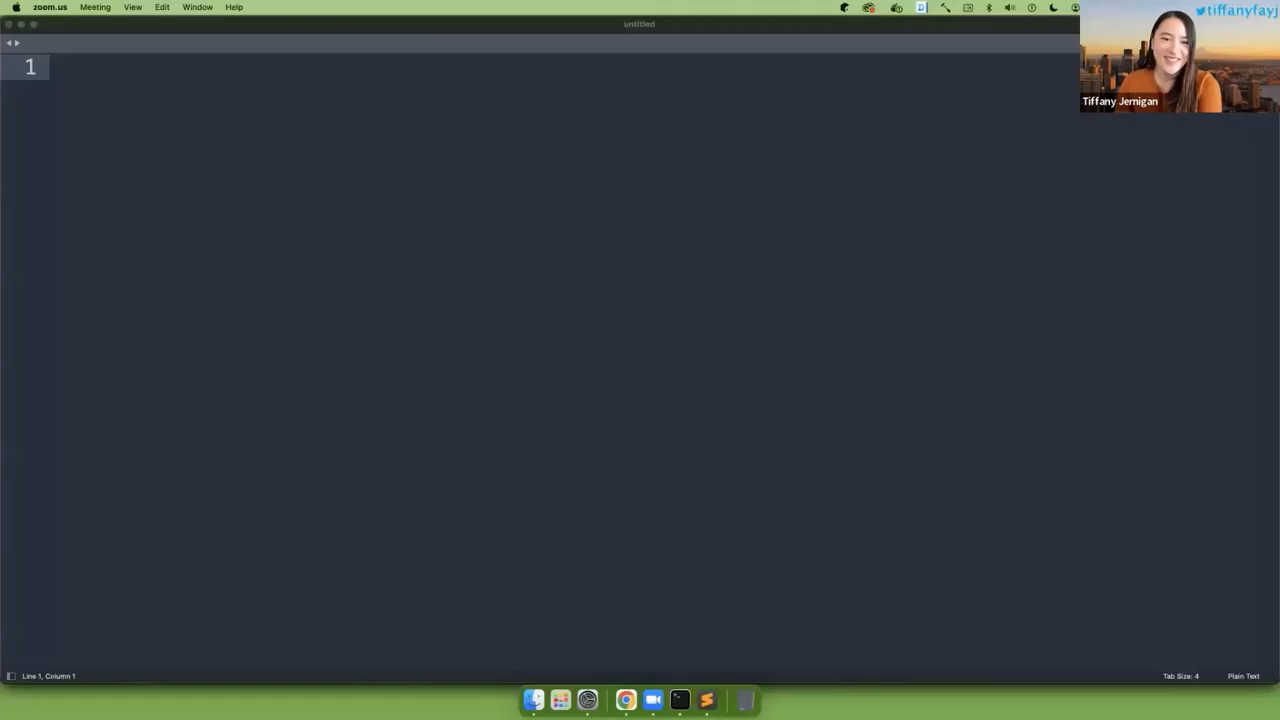 zoom.us Meeting View Edit Window Help
untitled
tiffanyfayj
1
Tiffany Jernigan
Line 1, Column 1
Tab Size: 4
Plain Text